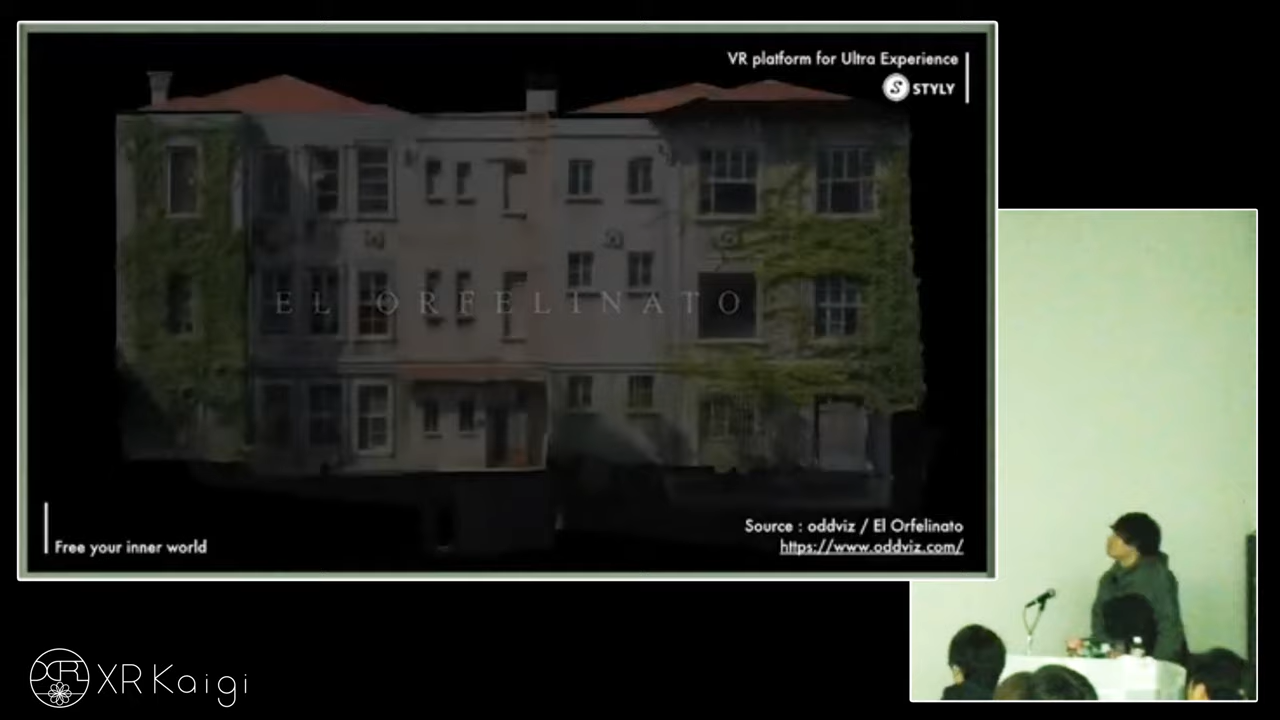 VR platform for Ultra Experience
S STYLY
EL ORFELINATO
Source : oddviz / El Orfelinato
https://www.oddviz.com/
Free your inner world
XR XR Kaigi